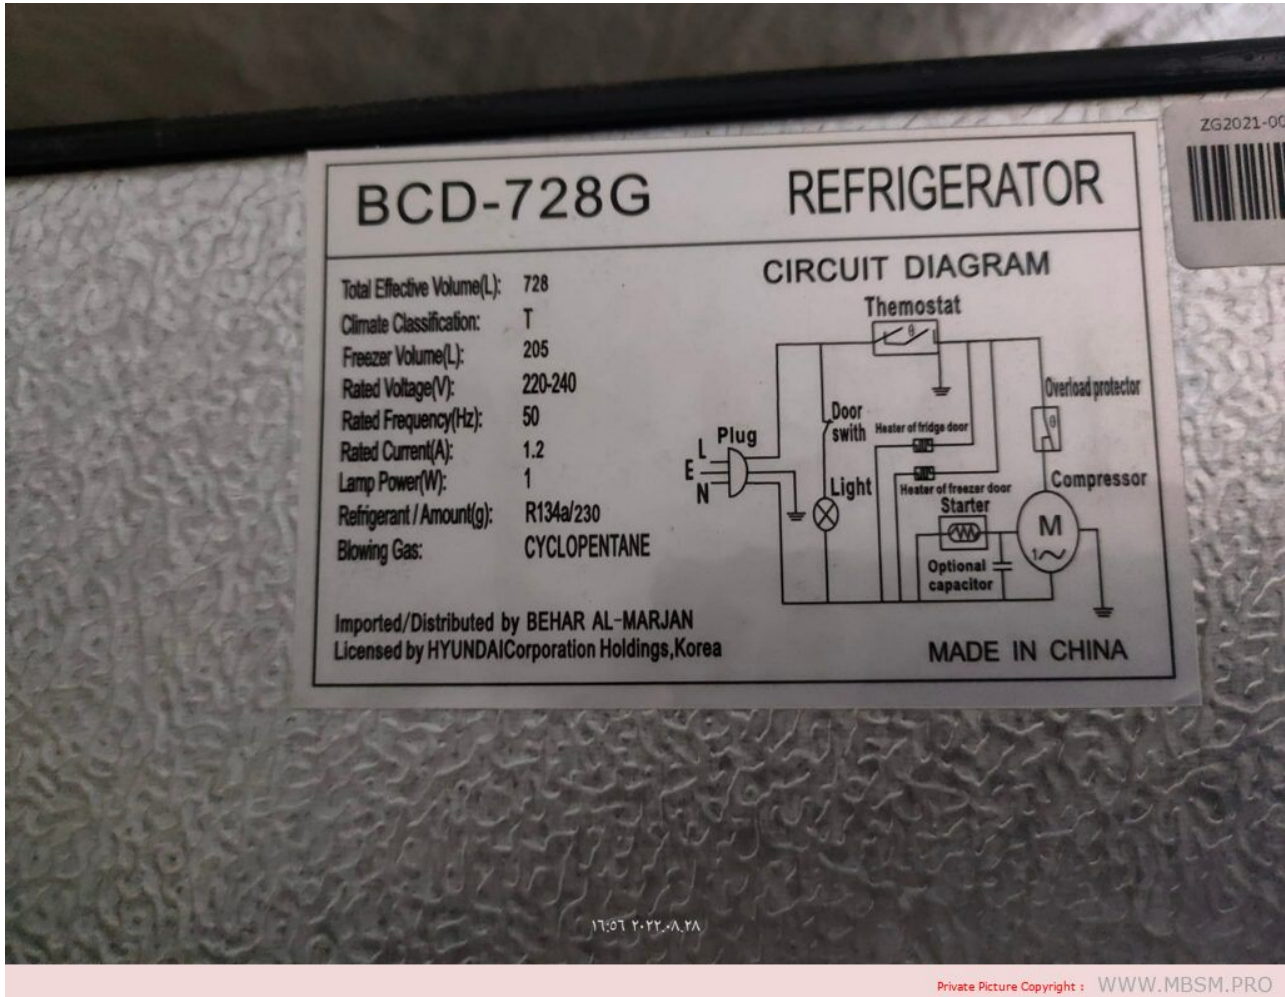 ZG2021-00
BCD-728G
REFRIGERATOR
Total Effective Volume(L): 728
Climate Classification: T
Freezer Volume(L): 205
Rated Voltage(V): 220-240
Rated Frequency(Hz): 50
Rated Current(A): 1.2
Lamp Power(W): 1
Refrigerant / Amount(g): R134a/230
Blowing Gas: CYCLOPENTANE
Imported/Distributed by BEHAR AL-MARJAN
Licensed by HYUNDAICorporation Holdings,Korea
CIRCUIT DIAGRAM
Themostat
θ
Overload protector
θ
Door
swith
Heater of fridge door
Plug
L
E
N
Light
Heater of freezar door
Compressor
Starter
M
1~
Optional
capacitor
MADE IN CHINA
١٦:٥٦ ٢٠٢٢.٠٨.٢٨
Private Picture Copyright : WWW.MBSM.PRO